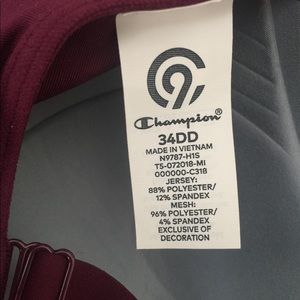 C9
Champion®
34DD
MADE IN VIETNAM
N9787-H1S
T5-072018-MI
000000-C318
JERSEY:
88% POLYESTER/
12% SPANDEX
MESH:
96% POLYESTER/
4% SPANDEX
EXCLUSIVE OF
DECORATION